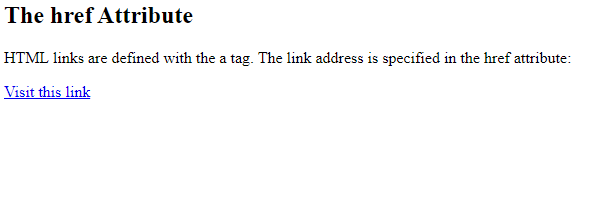 The href Attribute
HTML links are defined with the a tag. The link address is specified in the href attribute:
Visit this link